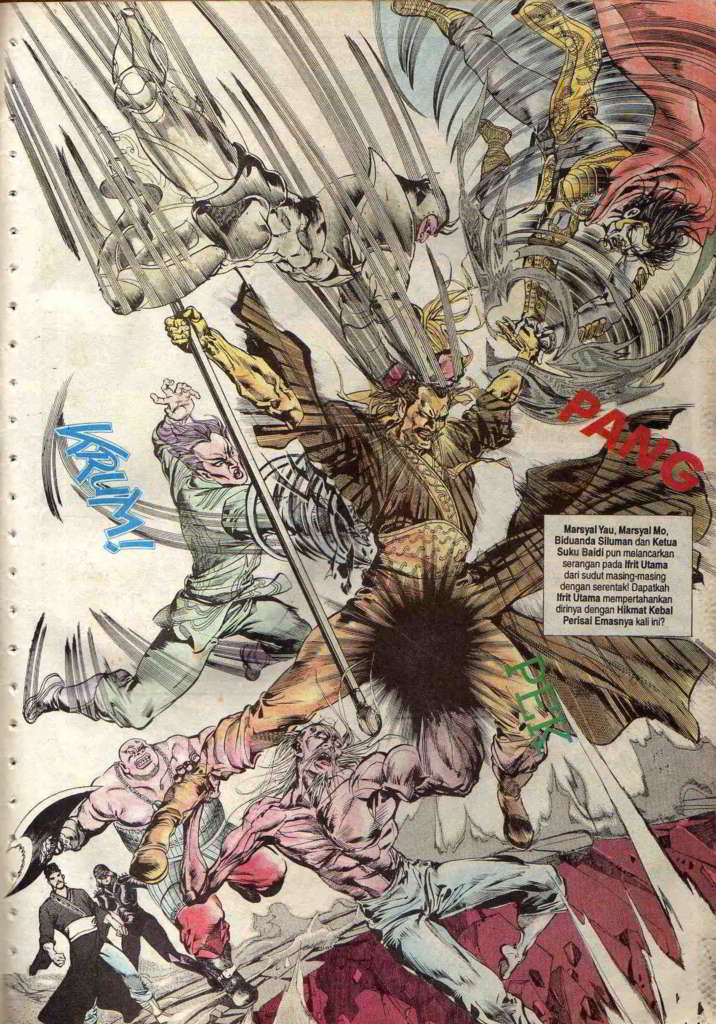 KRUM!
PANG
Marsyal Yau, Marsyal Mo,
Biduanda Siluman dan Ketua
Suku Baidi pun melancarkan
serangan pada Ifrit Utama
dari sudut masing-masing
dengan serentak! Dapatkah
Ifrit Utama mempertahankan
dirinya dengan Hikmat Kebal
Perisai Emasnya kali ini?
PEK